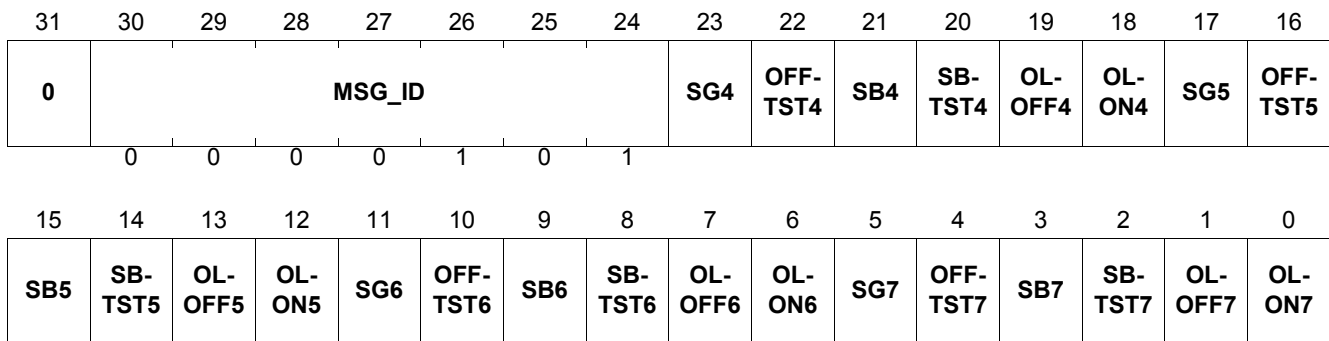 31 30 29 28 27 26 25 24 23 22 21 20 19 18 17 16
0 MSG_ID SG4 OFF-TST4 SB4 SB-TST4 OL-OFF4 OL-ON4 SG5 OFF-TST5
0 0 0 0 1 0 1
15 14 13 12 11 10 9 8 7 6 5 4 3 2 1 0
SB5 SB-TST5 OL-OFF5 OL-ON5 SG6 OFF-TST6 SB6 SB-TST6 OL-OFF6 OL-ON6 SG7 OFF-TST7 SB7 SB-TST7 OL-OFF7 OL-ON7